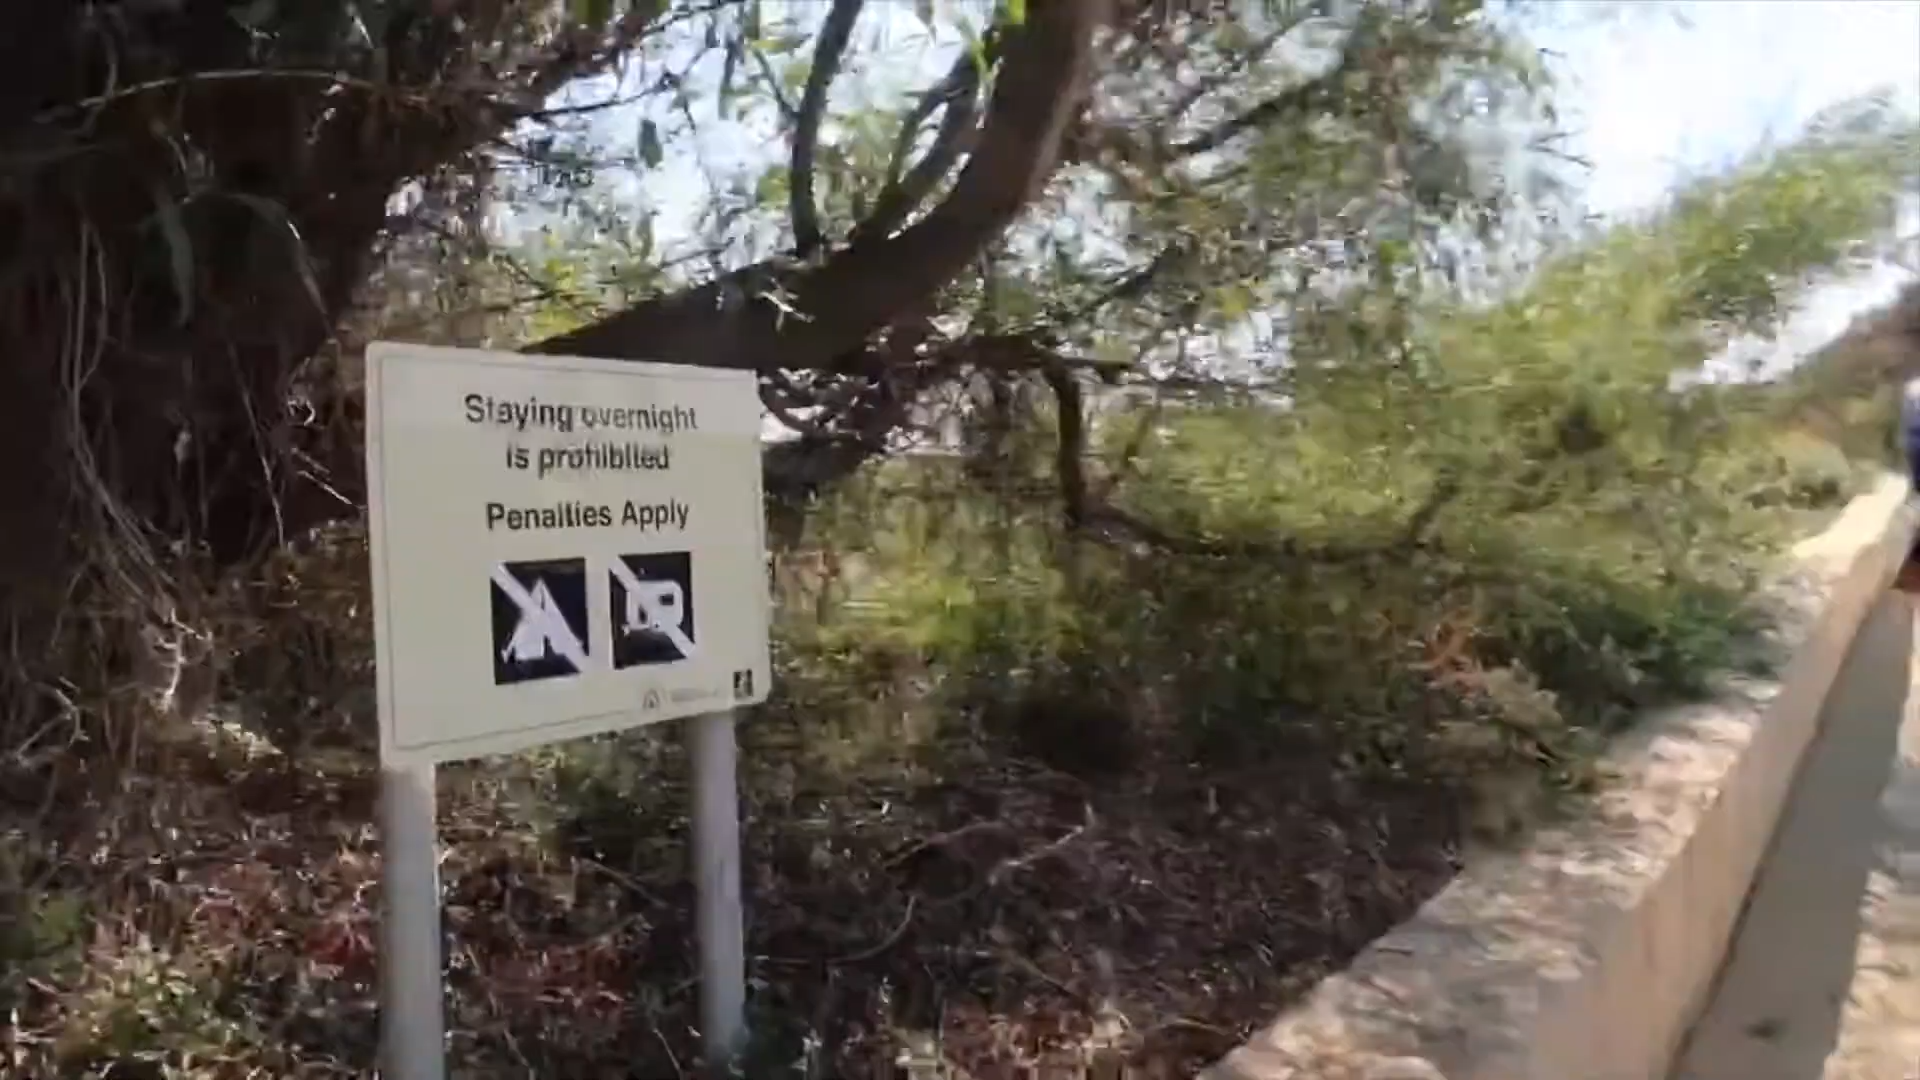 Staying overnight
is prohibited
Penalties Apply